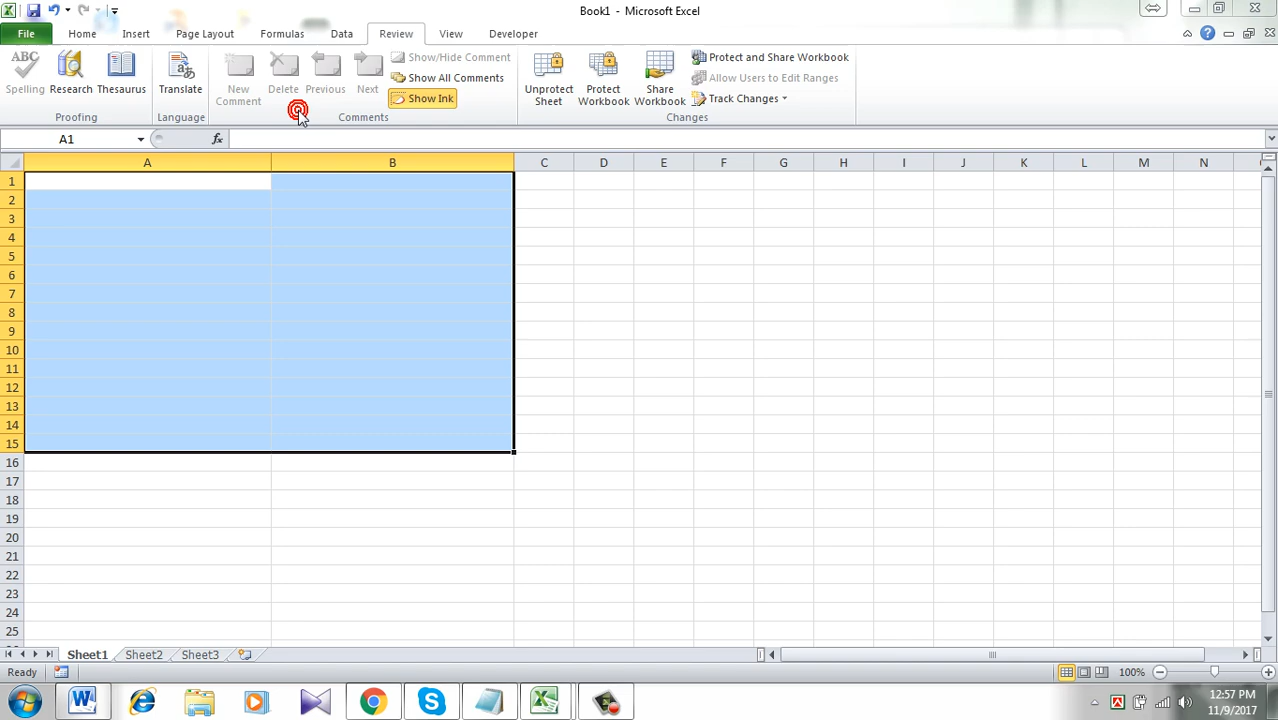 Book1 - Microsoft Excel
File Home Insert Page Layout Formulas Data Review View Developer
ABC
Spelling Research Thesaurus
Proofing
Translate
Language
New Comment Delete Previous Next
Show/Hide Comment
Show All Comments
Show Ink
Comments
Unprotect Sheet Protect Workbook Share Workbook
Protect and Share Workbook
Allow Users to Edit Ranges
Track Changes
Changes
A1 fx
A B C D E F G H I J K L M N
1
2
3
4
5
6
7
8
9
10
11
12
13
14
15
16
17
18
19
20
21
22
23
24
25
Sheet1 Sheet2 Sheet3
Ready 100%
12:57 PM
11/9/2017